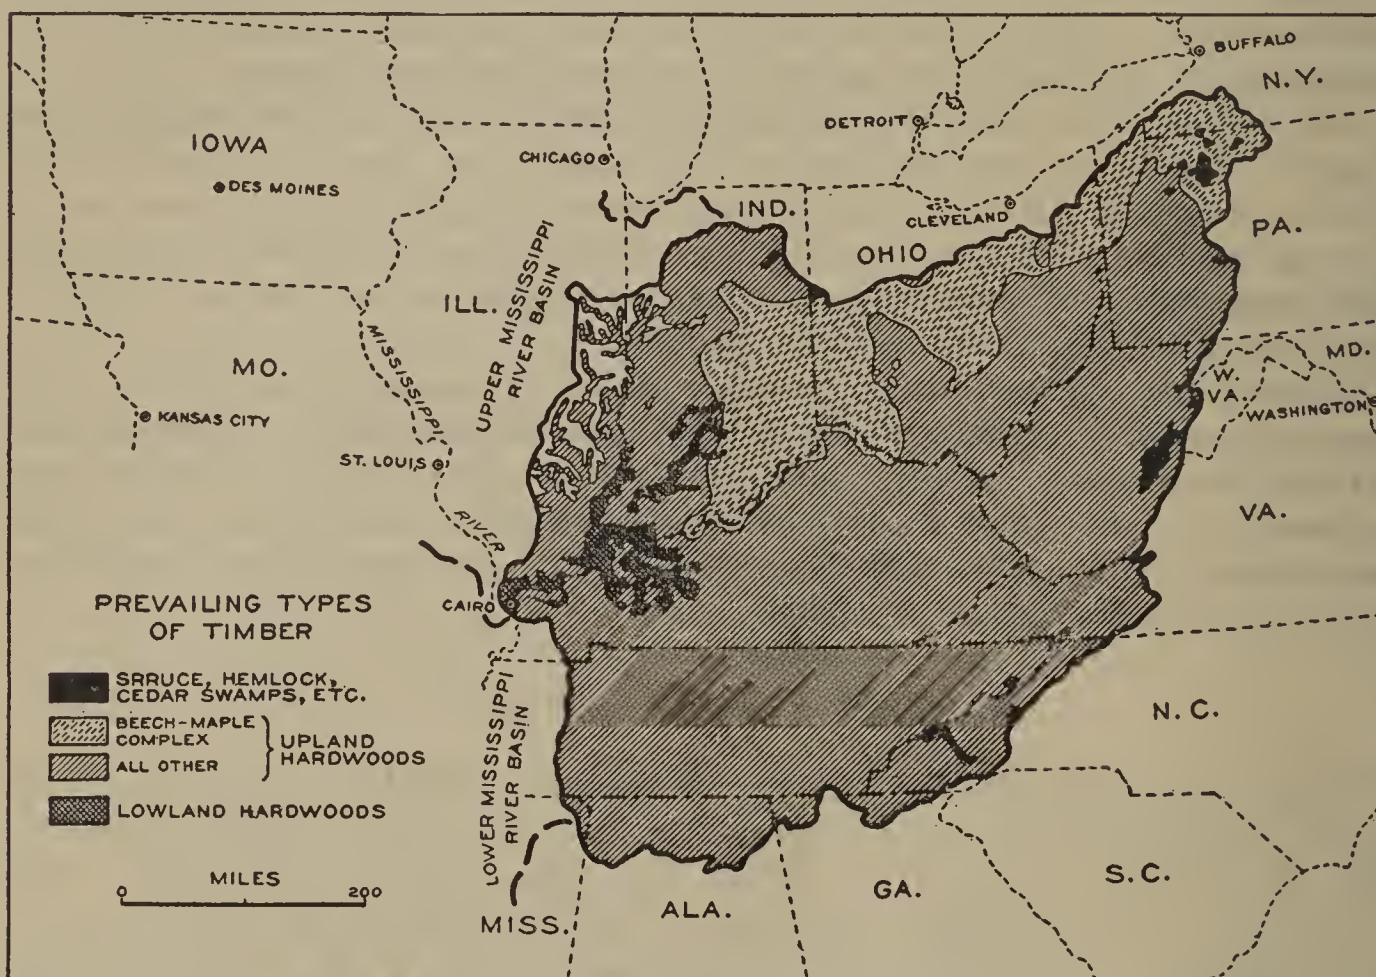 BUFFALO
N.Y.
DETROIT
IOWA
CHICAGO
DES MOINES
IND.
CLEVELAND
PA.
OHIO
ILL.
UPPER MISSISSIPPI
RIVER BASIN
MISSISSIPPI
RIVER
MO.
MD.
W.
VA.
WASHINGTON
KANSAS CITY
ST. LOUIS
VA.
CAIRO
PREVAILING TYPES
OF TIMBER
SRRUCE, HEMLOCK,
CEDAR SWAMPS, ETC.
BEECH-MAPLE
COMPLEX
UPLAND
HARDWOODS
ALL OTHER
LOWLAND HARDWOODS
LOWER MISSISSIPPI
RIVER BASIN
N.C.
MILES
0 200
MISS.
ALA.
GA.
S.C.